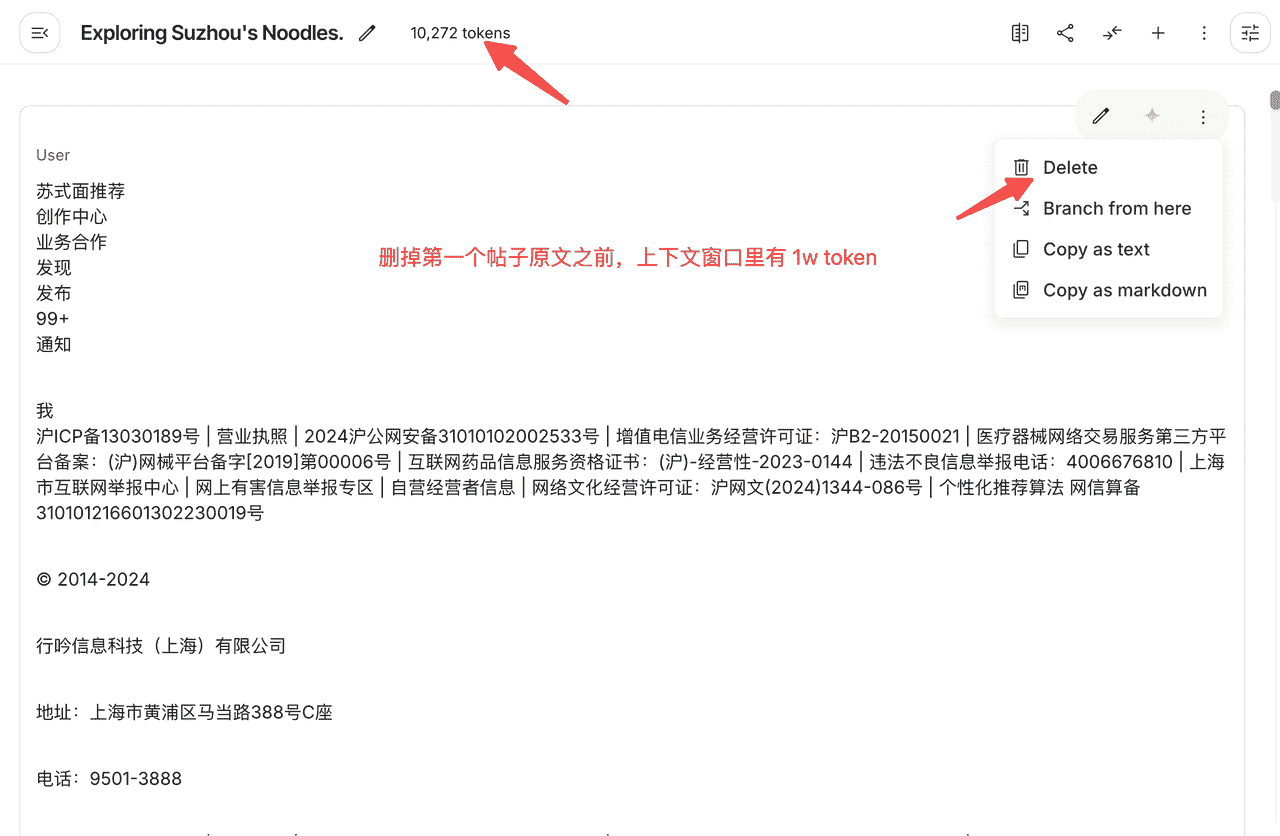 Exploring Suzhou's Noodles.
10,272 tokens
User
Delete
苏式面推荐
Branch from here
创作中心
业务合作
删掉第一个帖子原文之前，上下文窗口里有 1w token
Copy as text
发现
发布
Copy as markdown
99+
通知
我
沪ICP备13030189号 | 营业执照 | 2024沪公网安备31010102002533号 | 增值电信业务经营许可证：沪B2-20150021 | 医疗器械网络交易服务第三方平
台备案：(沪)网械平台备字[2019]第00006号 | 互联网药品信息服务资格证书：(沪)-经营性-2023-0144 | 违法不良信息举报电话：4006676810 | 上海
市互联网举报中心 | 网上有害信息举报专区 | 自营经营者信息 | 网络文化经营许可证：沪网文(2024)1344-086号 | 个性化推荐算法 网信算备
310101216601302230019号
© 2014-2024
行吟信息科技（上海）有限公司
地址：上海市黄浦区马当路388号C座
电话：9501-3888